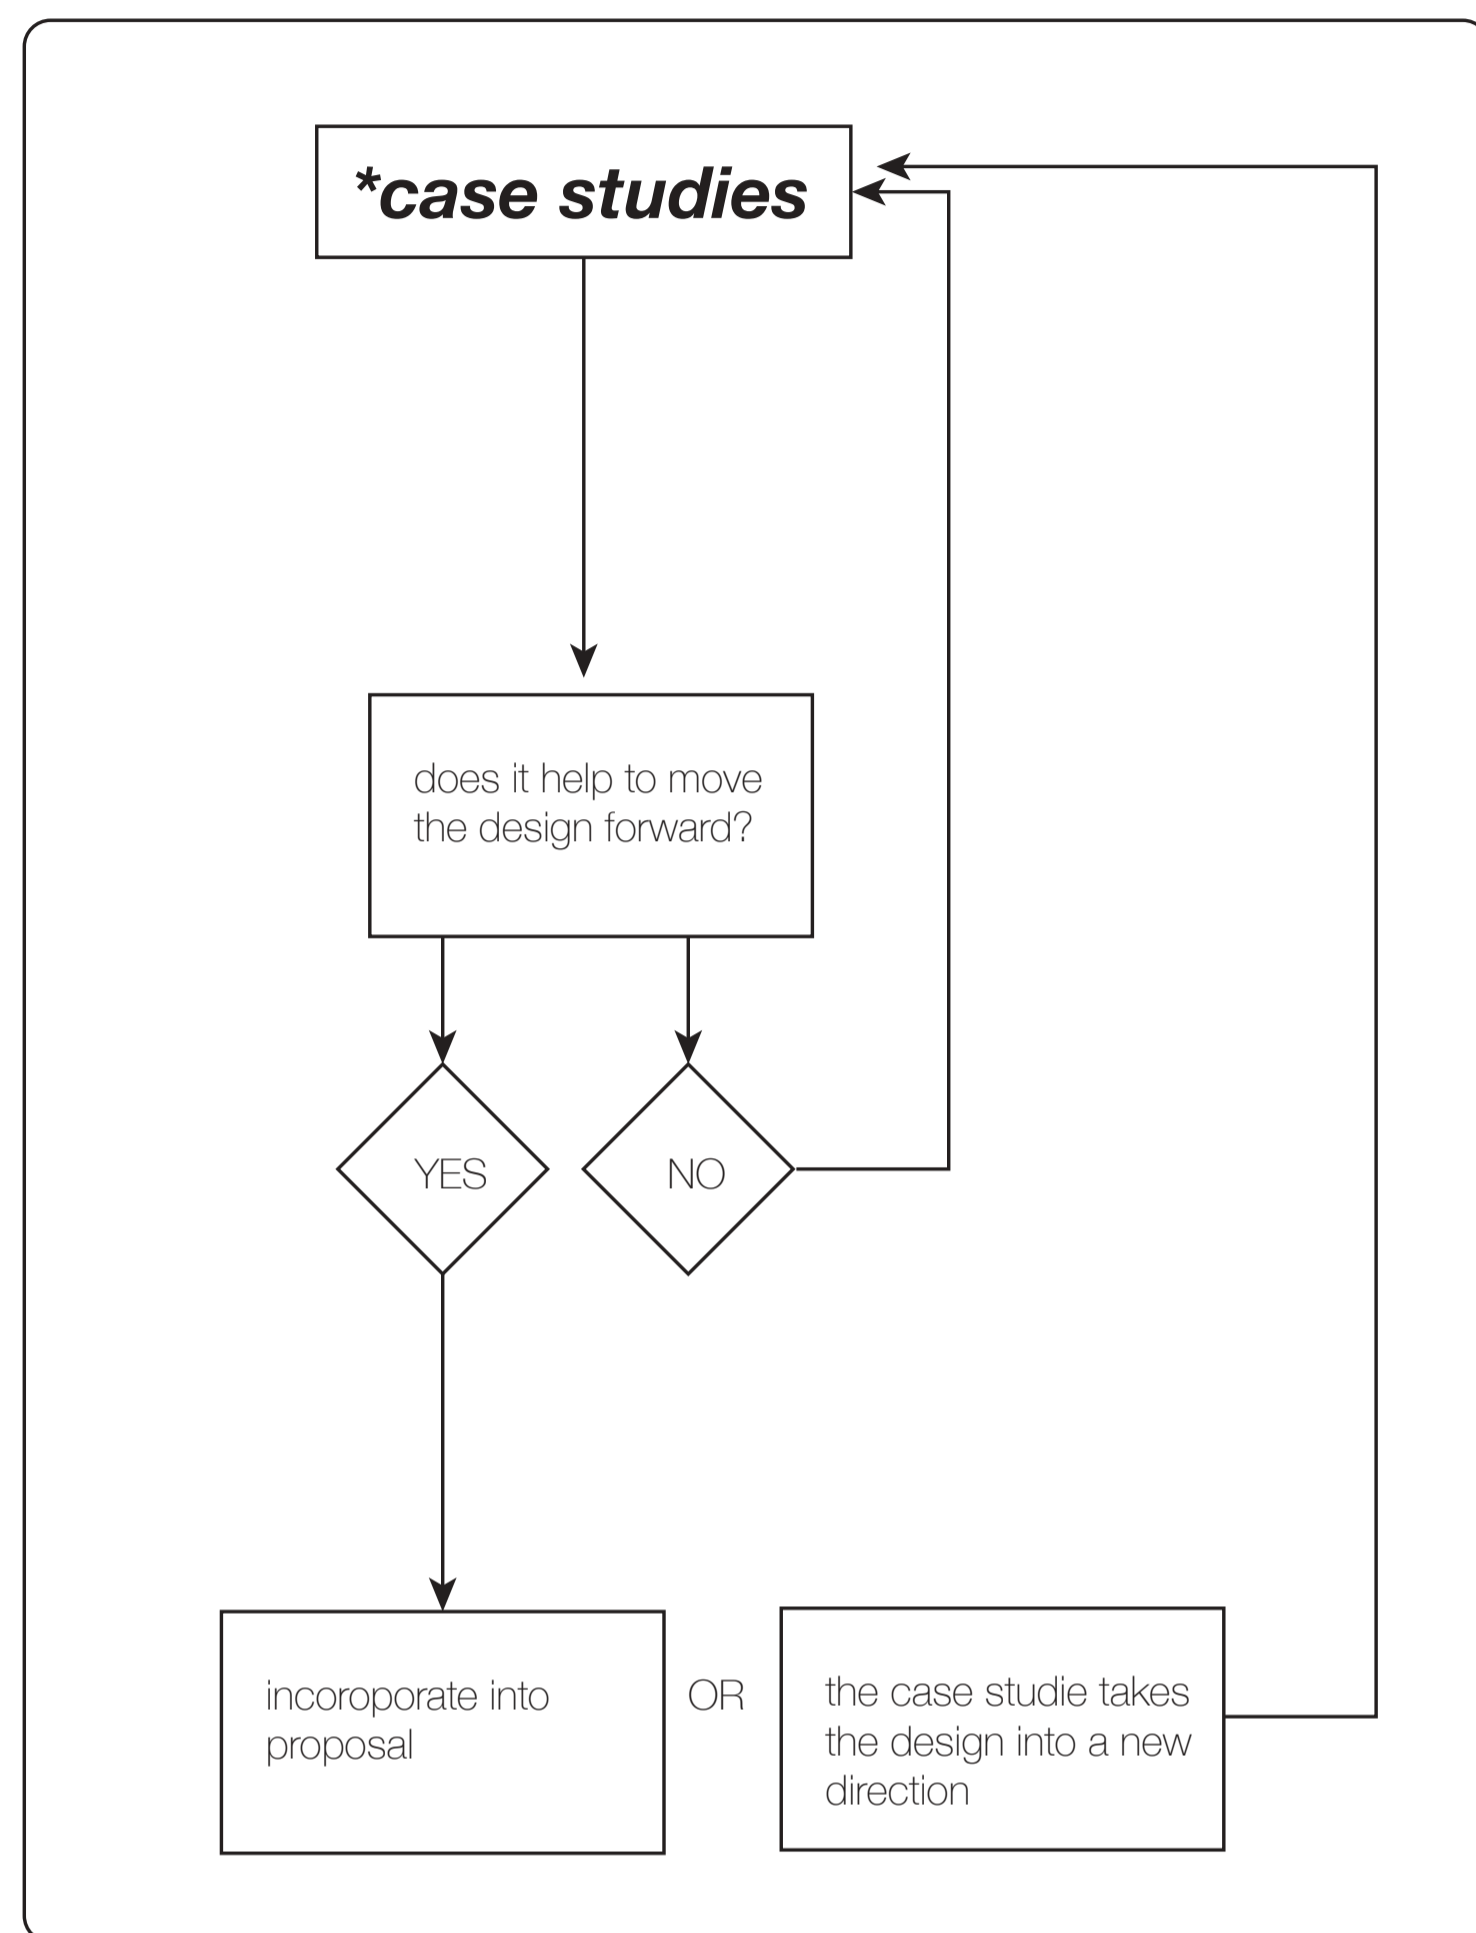 *case studies
does it help to move
the design forward?
YES
NO
incoroporate into
proposal
OR
the case studie takes
the design into a new
direction